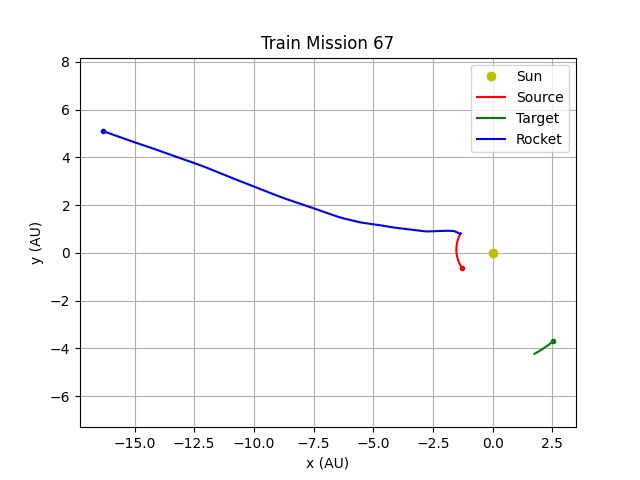 Train Mission 67
Sun
Source
Target
Rocket
8
6
4
2
0
−2
−4
−6
y (AU)
−15.0 −12.5 −10.0 −7.5 −5.0 −2.5 0.0 2.5
x (AU)